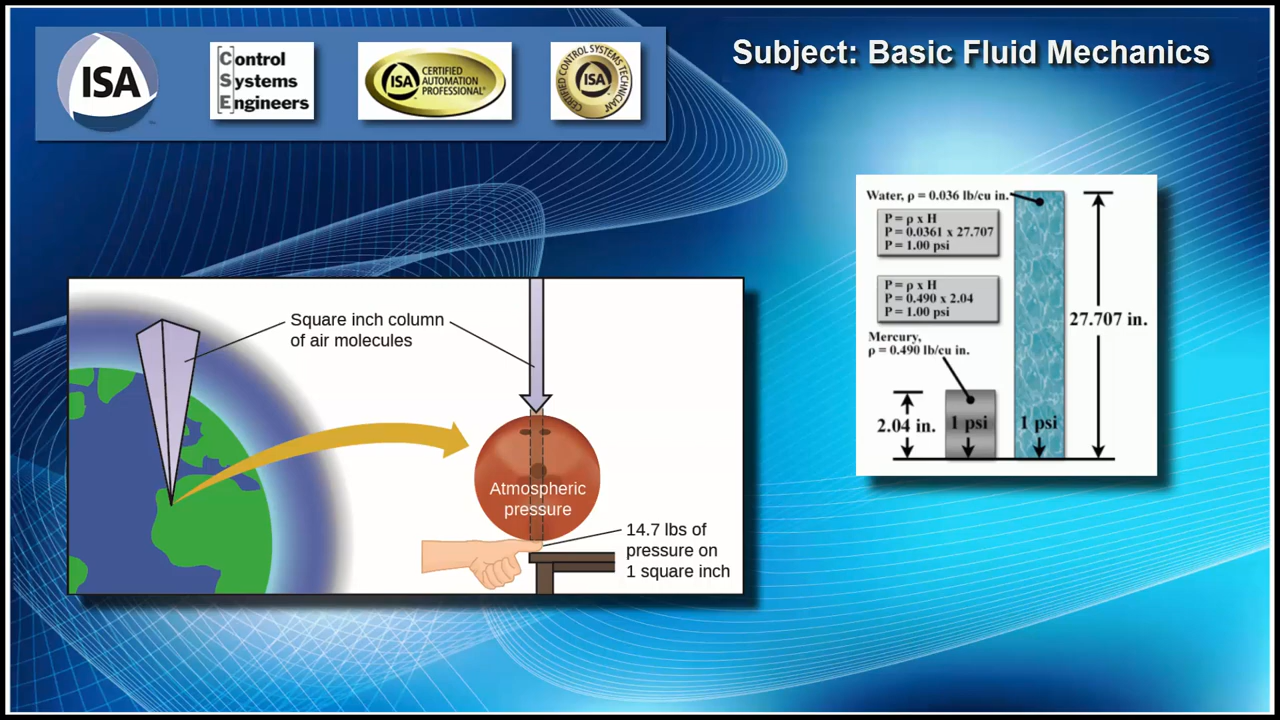 ISA
Control
Systems
Engineers
ISA
CERTIFIED
AUTOMATION
PROFESSIONAL®
CERTIFIED CONTROL SYSTEMS TECHNICIAN
ISA
Subject: Basic Fluid Mechanics
Square inch column
of air molecules
Atmospheric
pressure
14.7 lbs of
pressure on
1 square inch
Water, ρ = 0.036 lb/cu in.
P = ρ x H
P = 0.0361 x 27.707
P = 1.00 psi
P = ρ x H
P = 0.490 x 2.04
P = 1.00 psi
Mercury,
ρ = 0.490 lb/cu in.
27.707 in.
2.04 in.
1 psi
1 psi